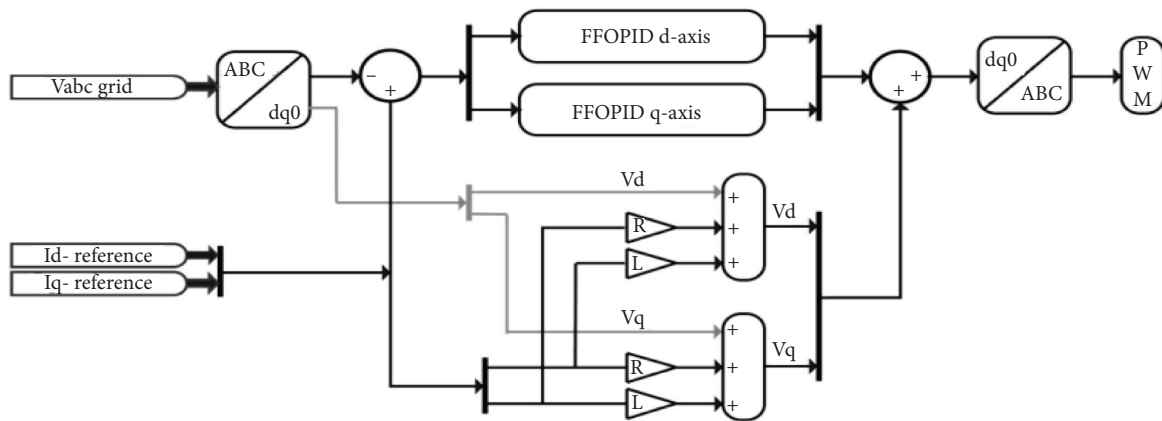 Vabc grid
ABC
dq0
−
+
FFOPID d-axis
FFOPID q-axis
+
+
dq0
ABC
P
W
M
Id- reference
Iq- reference
Vd
R
L
+
+
+
Vd
Vq
R
L
+
+
+
Vq